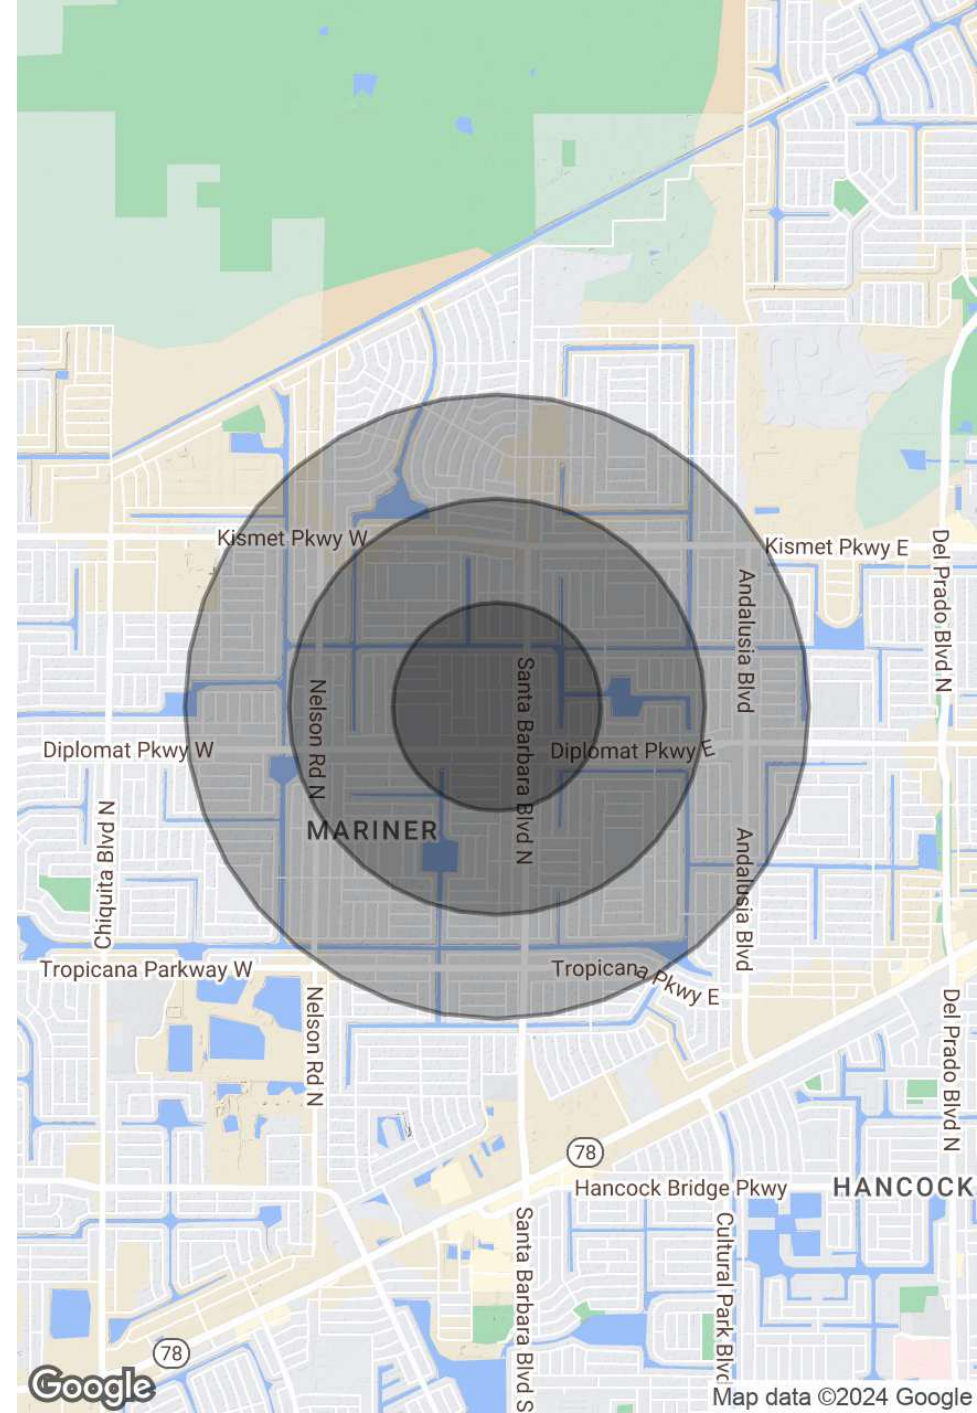 Kismet Pkwy W
Kismet Pkwy E
Del Prado Blvd N
Andalusia Blvd
Santa Barbara Blvd N
Nelson Rd N
Diplomat Pkwy W
Diplomat Pkwy E
MARINER
Chiquita Blvd N
Andalusia Blvd
Tropicana Parkway W
Tropicana Pkwy E
Nelson Rd N
Del Prado Blvd N
78
Hancock Bridge Pkwy
HANCOCK
Santa Barbara Blvd S
Cultural Park Blvd
78
Google
Map data ©2024 Google